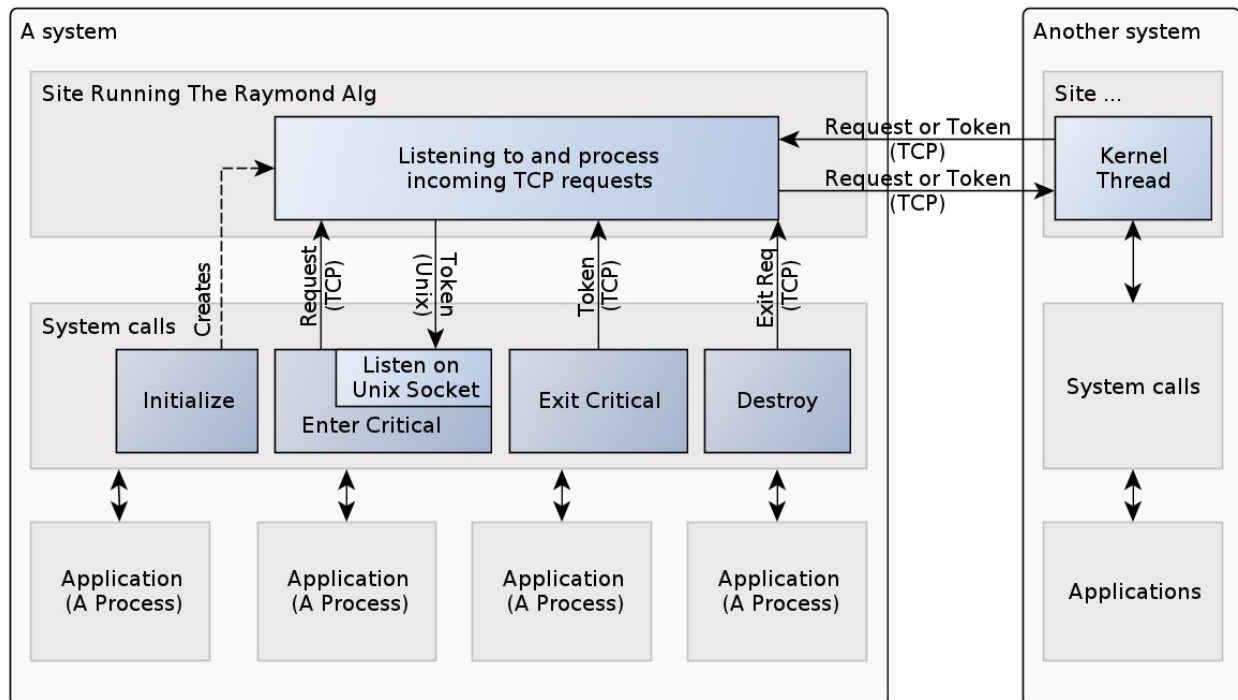 A system
Another system
Site Running The Raymond Alg
Site ...
Listening to and process
incoming TCP requests
Request or Token
(TCP)
Request or Token
(TCP)
Kernel
Thread
Creates
Request
(TCP)
Token
(Unix)
Token
(TCP)
Exit Req
(TCP)
System calls
Initialize
Listen on
Unix Socket
Enter Critical
Exit Critical
Destroy
System calls
Application
(A Process)
Application
(A Process)
Application
(A Process)
Application
(A Process)
Applications